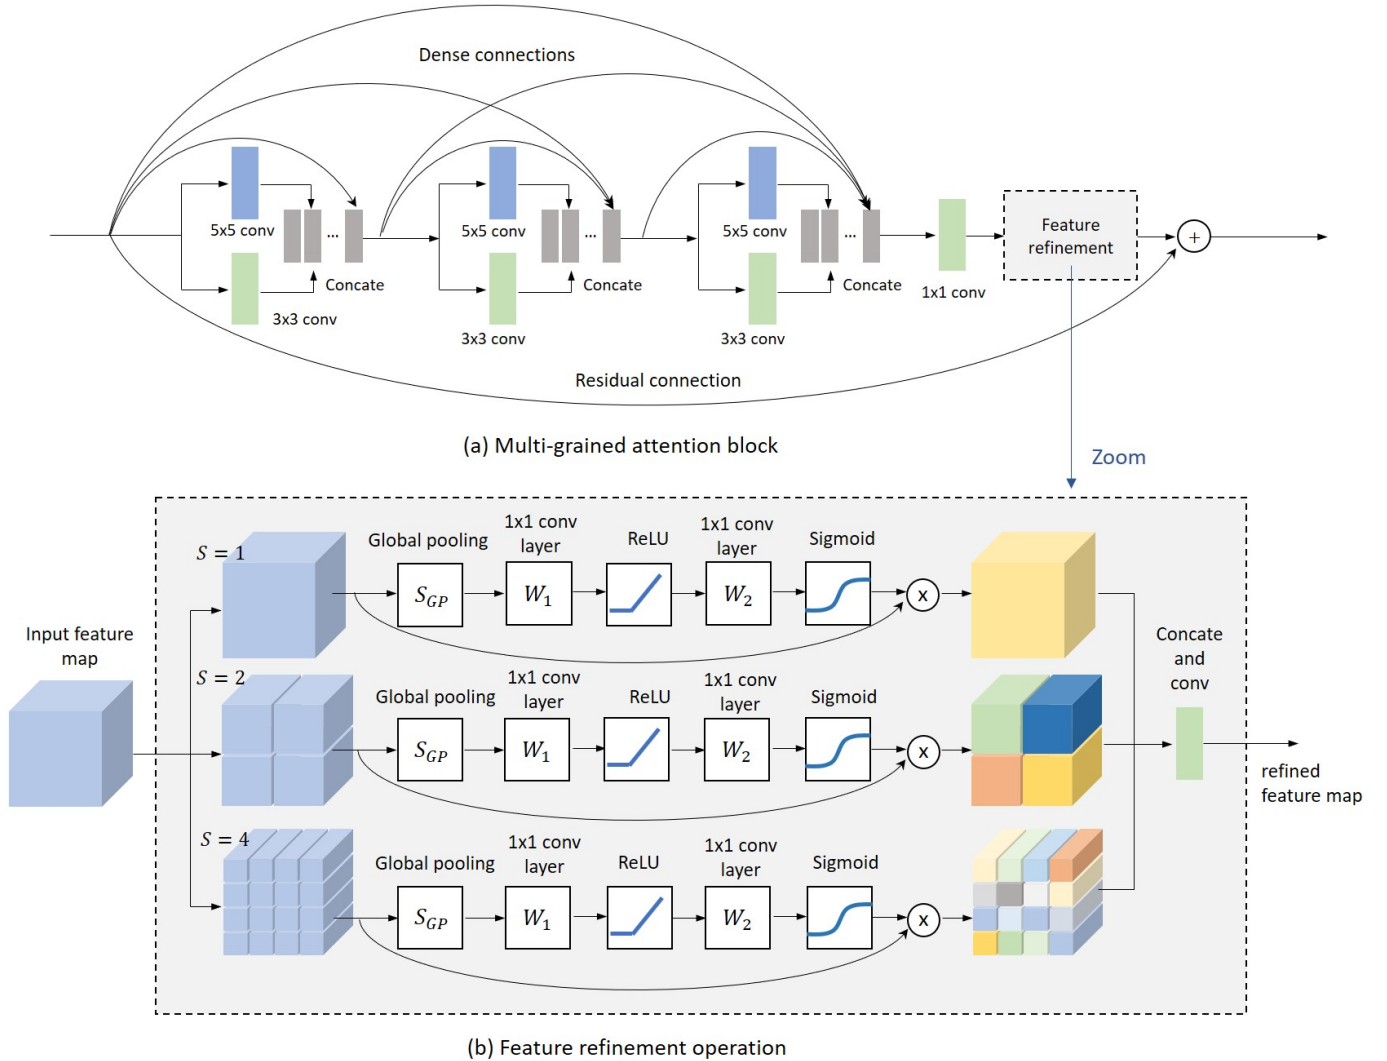 Dense connections
5x5 conv
5x5 conv
5x5 conv
...
...
...
Concate
Concate
Concate
3x3 conv
3x3 conv
3x3 conv
1x1 conv
Feature
refinement
+
Residual connection
(a) Multi-grained attention block
Zoom
Input feature
map
S = 1
Global pooling
1x1 conv
layer
ReLU
1x1 conv
layer
Sigmoid
S_GP
W_1
W_2
x
S = 2
Global pooling
1x1 conv
layer
ReLU
1x1 conv
layer
Sigmoid
S_GP
W_1
W_2
x
S = 4
Global pooling
1x1 conv
layer
ReLU
1x1 conv
layer
Sigmoid
S_GP
W_1
W_2
x
Concate
and
conv
refined
feature map
(b) Feature refinement operation